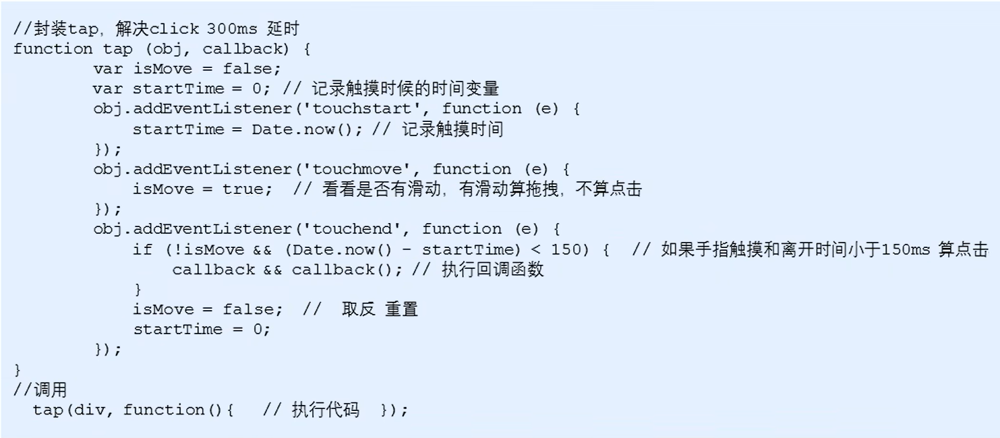 //封装tap，解决click 300ms 延时
function tap (obj, callback) {
        var isMove = false;
        var startTime = 0; // 记录触摸时候的时间变量
        obj.addEventListener('touchstart', function (e) {
            startTime = Date.now(); // 记录触摸时间
        });
        obj.addEventListener('touchmove', function (e) {
            isMove = true;  // 看看是否有滑动，有滑动算拖拽，不算点击
        });
        obj.addEventListener('touchend', function (e) {
            if (!isMove && (Date.now() - startTime) < 150) {  // 如果手指触摸和离开时间小于150ms 算点击
                callback && callback(); // 执行回调函数
            }
            isMove = false;  //  取反 重置
            startTime = 0;
        });
}
//调用
  tap(div, function(){   // 执行代码  });